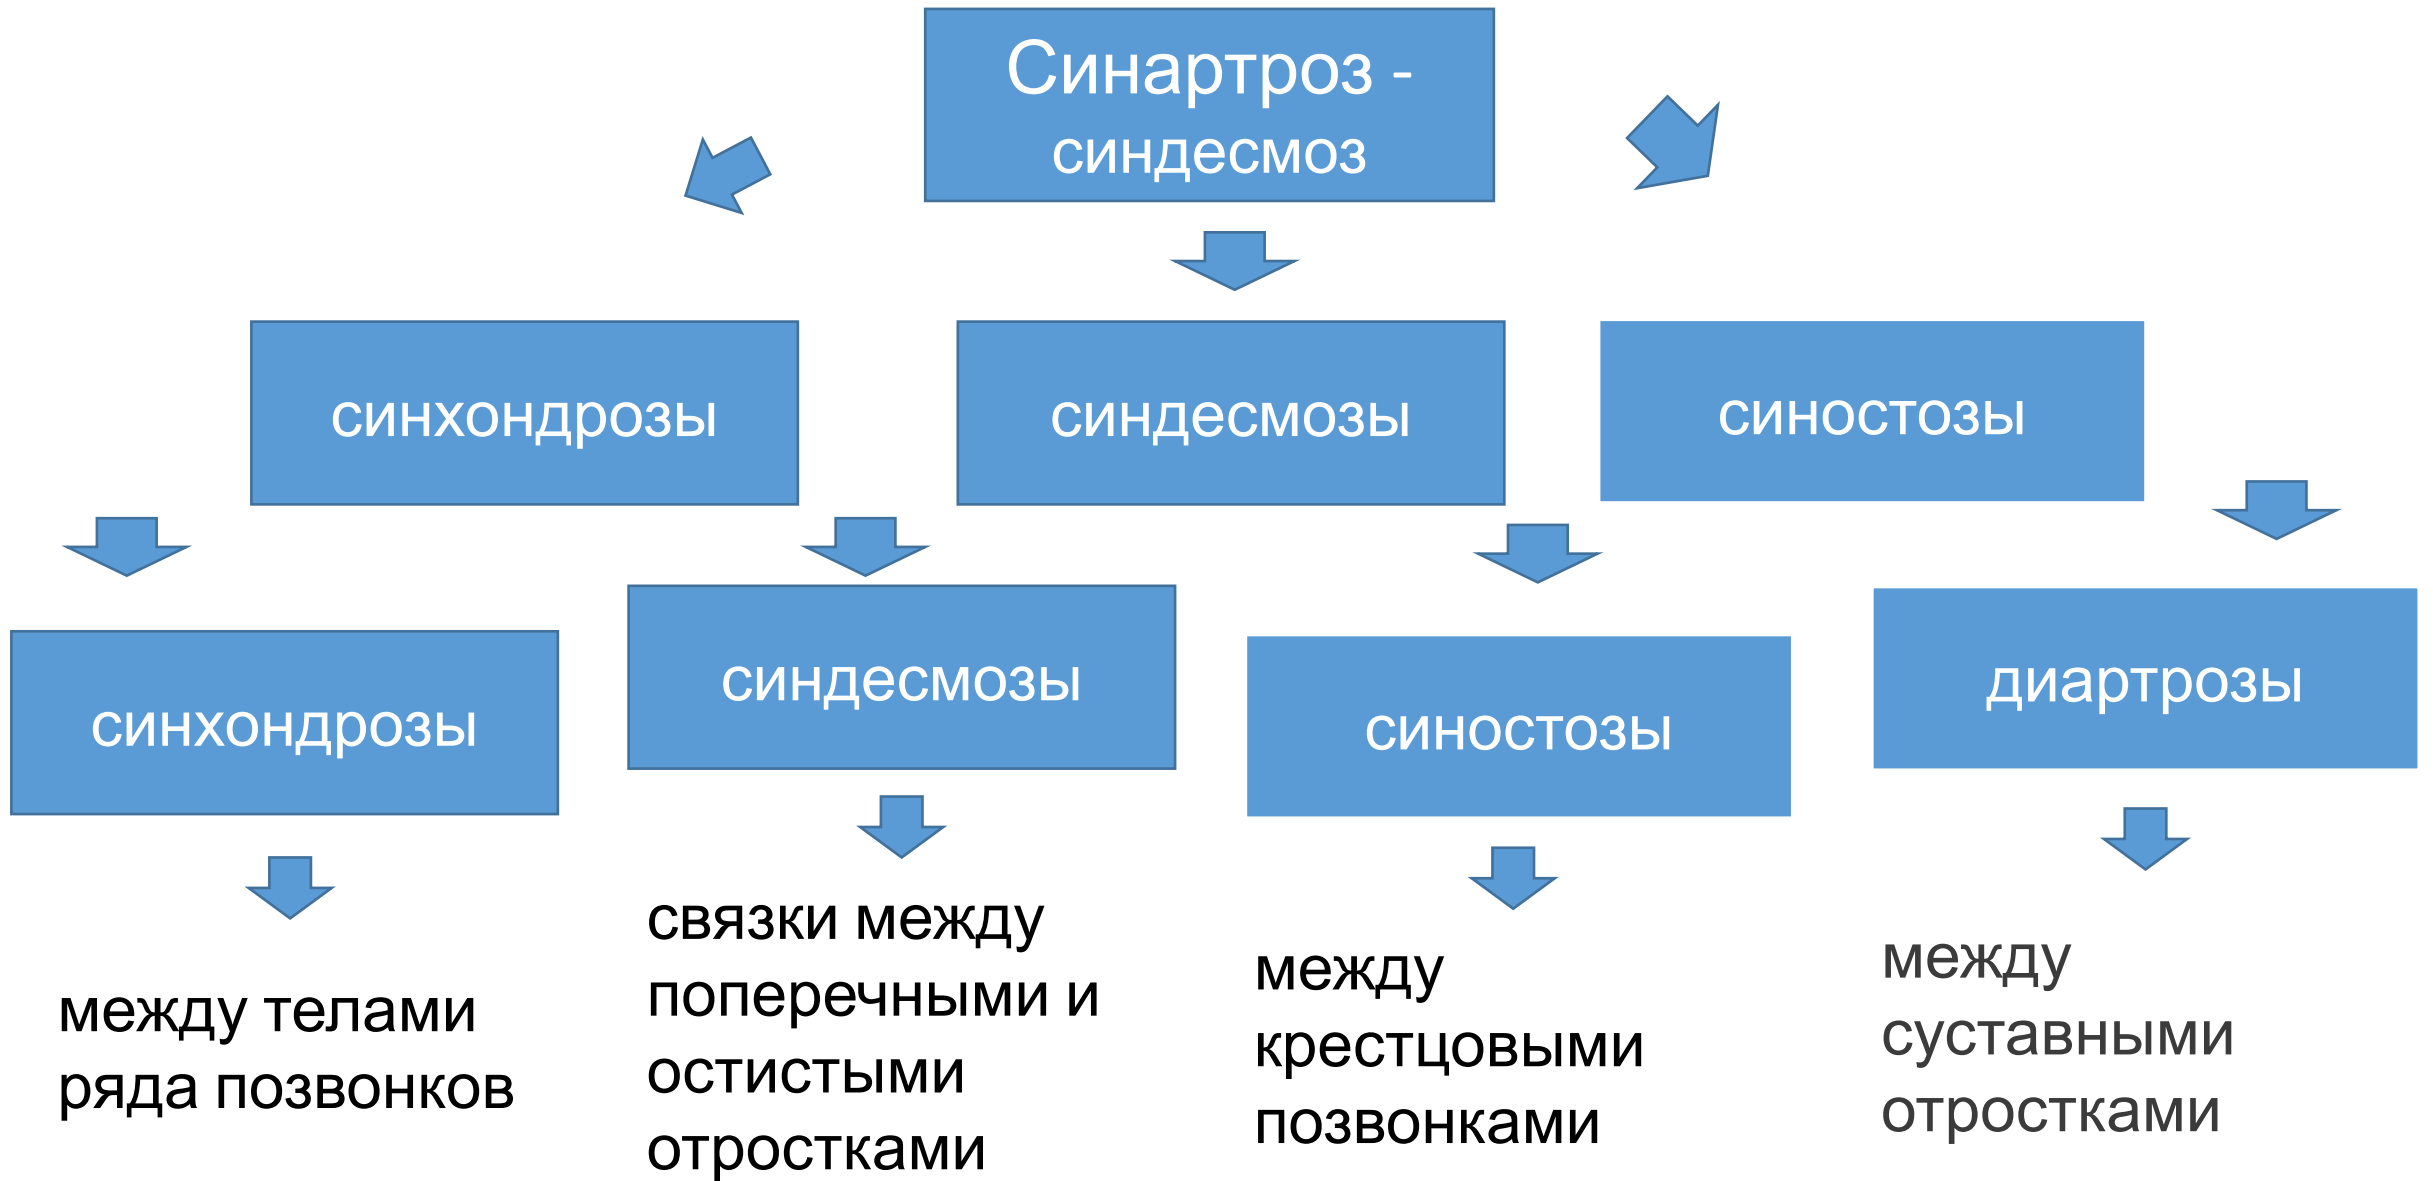 Синартроз -
синдесмоз
синхондрозы
синдесмозы
синостозы
синхондрозы
синдесмозы
синостозы
диартрозы
между телами
ряда позвонков
связки между
поперечными и
остистыми
отростками
между
крестцовыми
позвонками
между
суставными
отростками